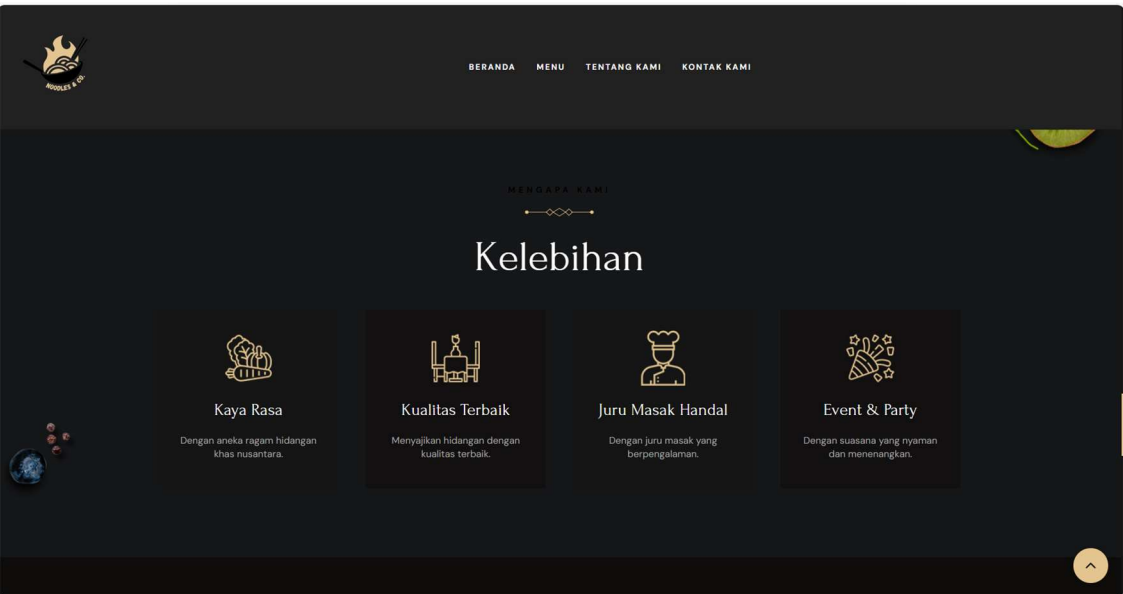 NOODLES & CO.
BERANDA MENU TENTANG KAMI KONTAK KAMI
MENGAPA KAMI
Kelebihan
Kaya Rasa
Dengan aneka ragam hidangan
khas nusantara.
Kualitas Terbaik
Menyajikan hidangan dengan
kualitas terbaik.
Juru Masak Handal
Dengan juru masak yang
berpengalaman.
Event & Party
Dengan suasana yang nyaman
dan menenangkan.